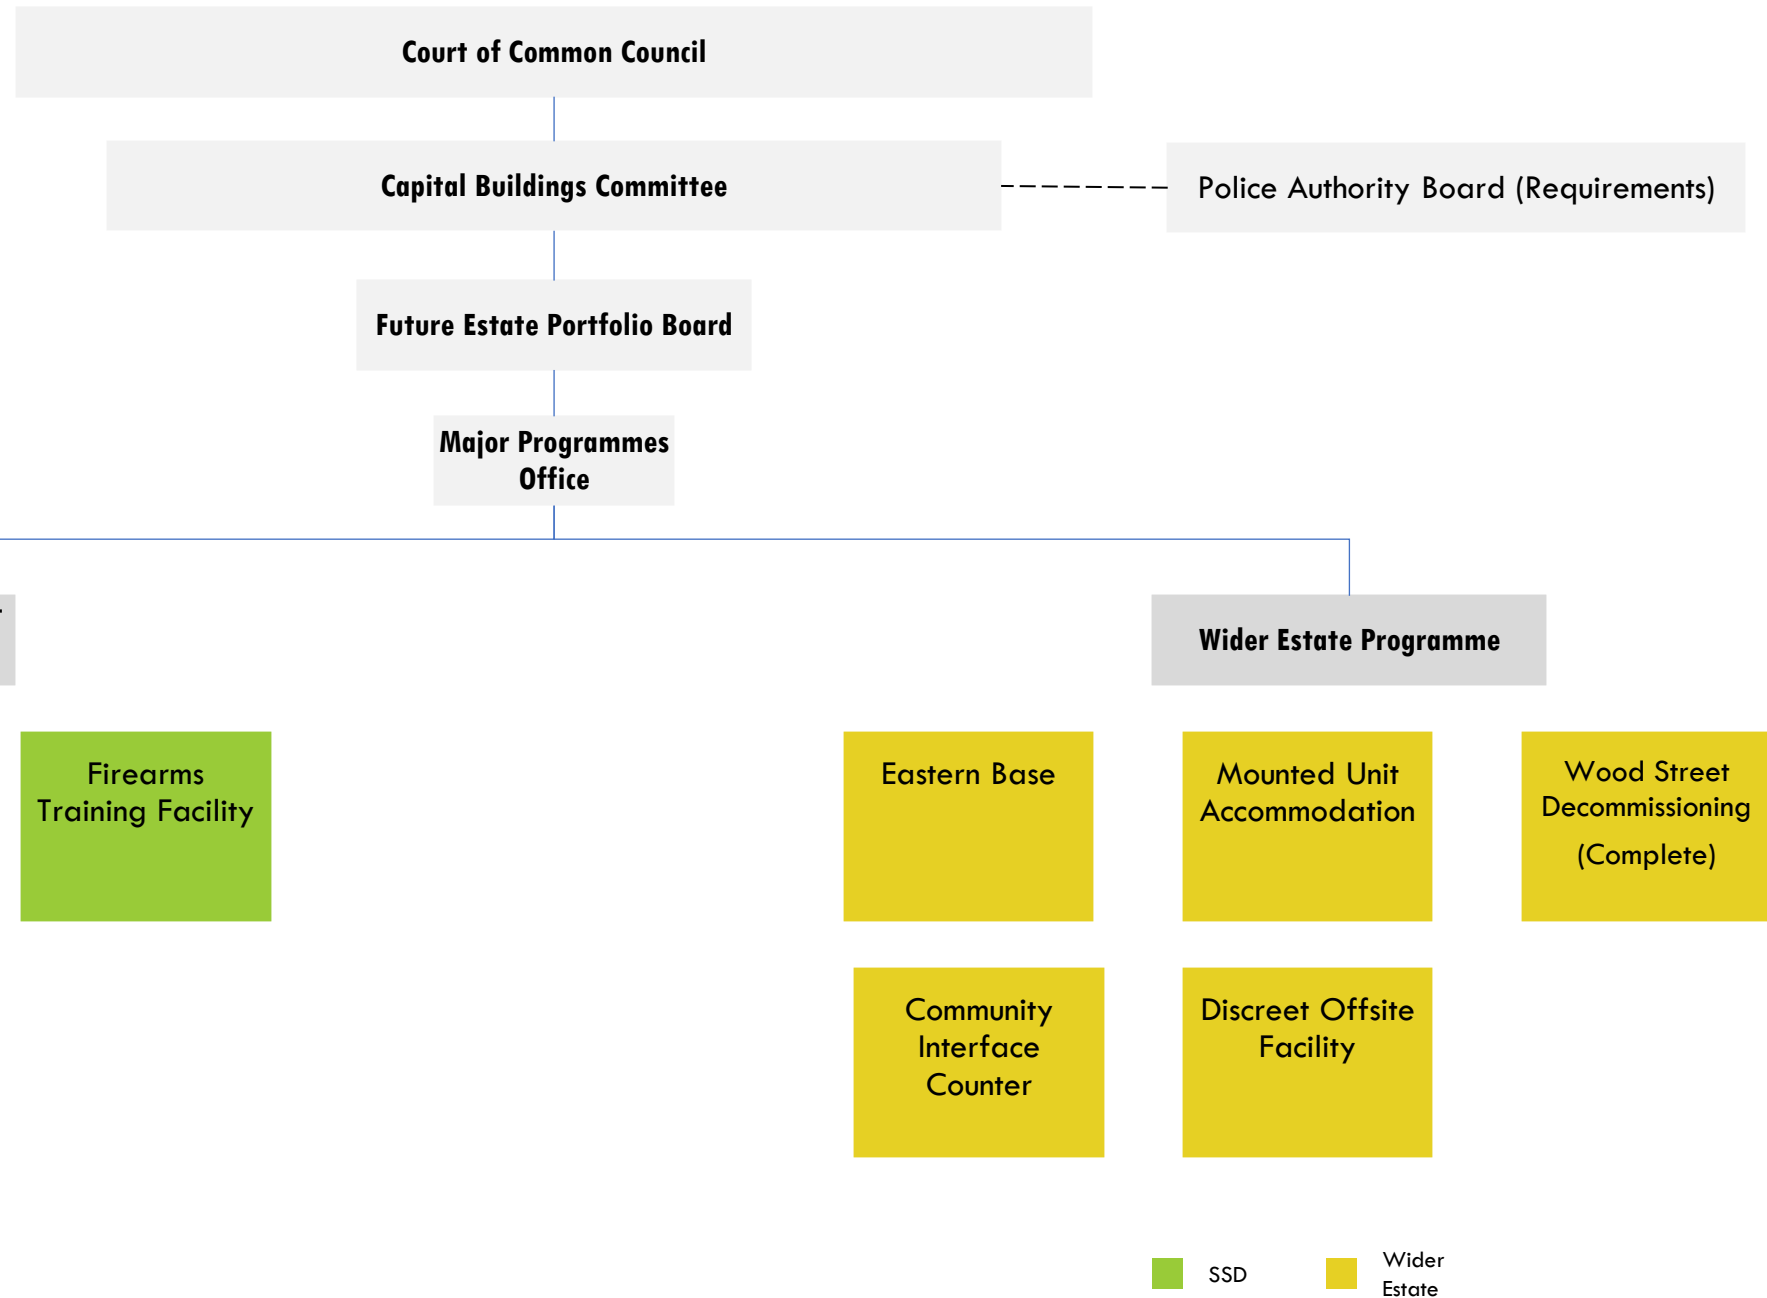 Court of Common Council
Capital Buildings Committee
Police Authority Board (Requirements)
Future Estate Portfolio Board
Major Programmes
Office
Wider Estate Programme
Firearms
Training Facility
Eastern Base
Mounted Unit
Accommodation
Wood Street
Decommissioning
(Complete)
Community
Interface
Counter
Discreet Offsite
Facility
SSD
Wider
Estate